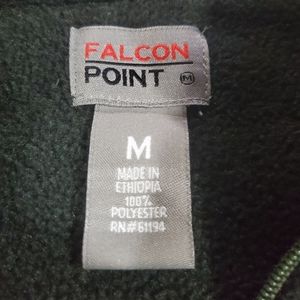 FALCON
POINT M
M
MADE IN
ETHIOPIA
100%
POLYESTER
RN#61194